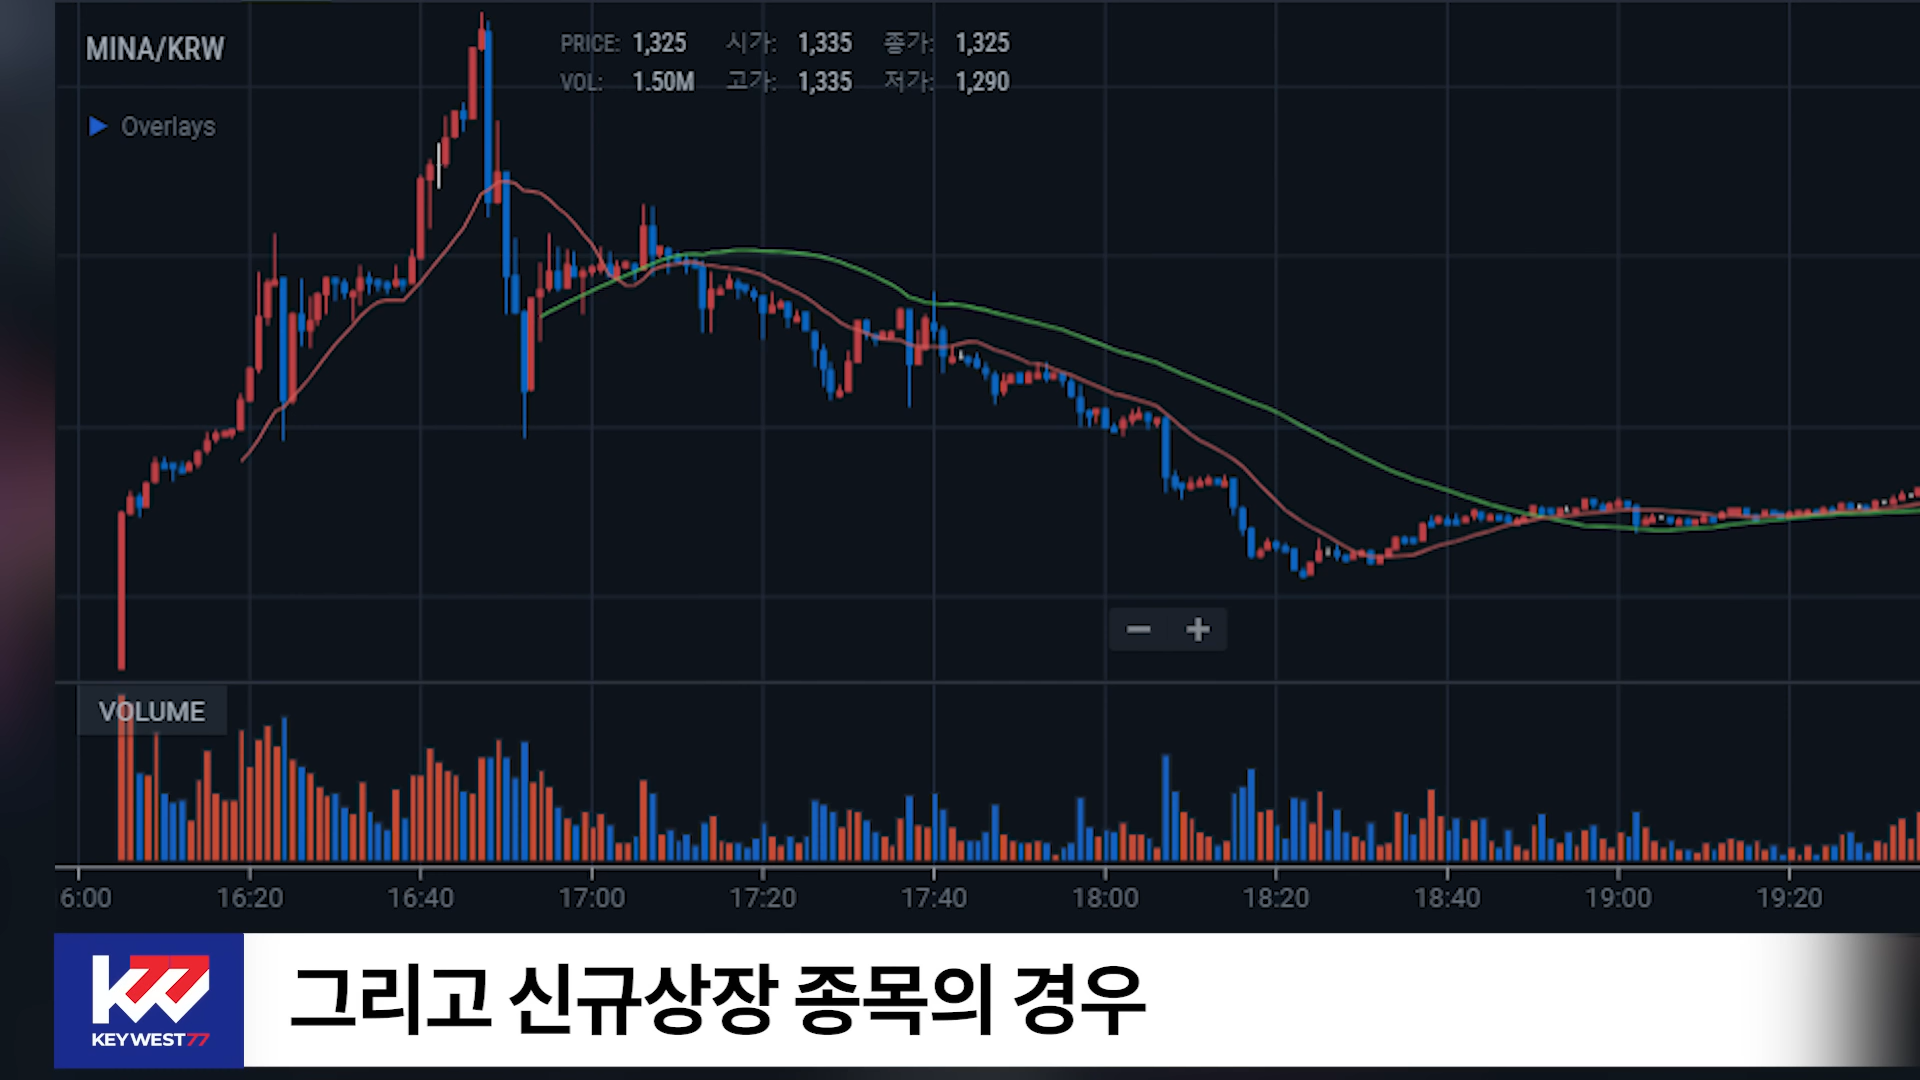 MINA/KRW
PRICE: 1,325 시가: 1,335 종가: 1,325
VOL: 1.50M 고가: 1,335 저가: 1,290
Overlays
VOLUME
6:00 16:20 16:40 17:00 17:20 17:40 18:00 18:20 18:40 19:00 19:20
K77
KEYWEST77
그리고 신규상장 종목의 경우